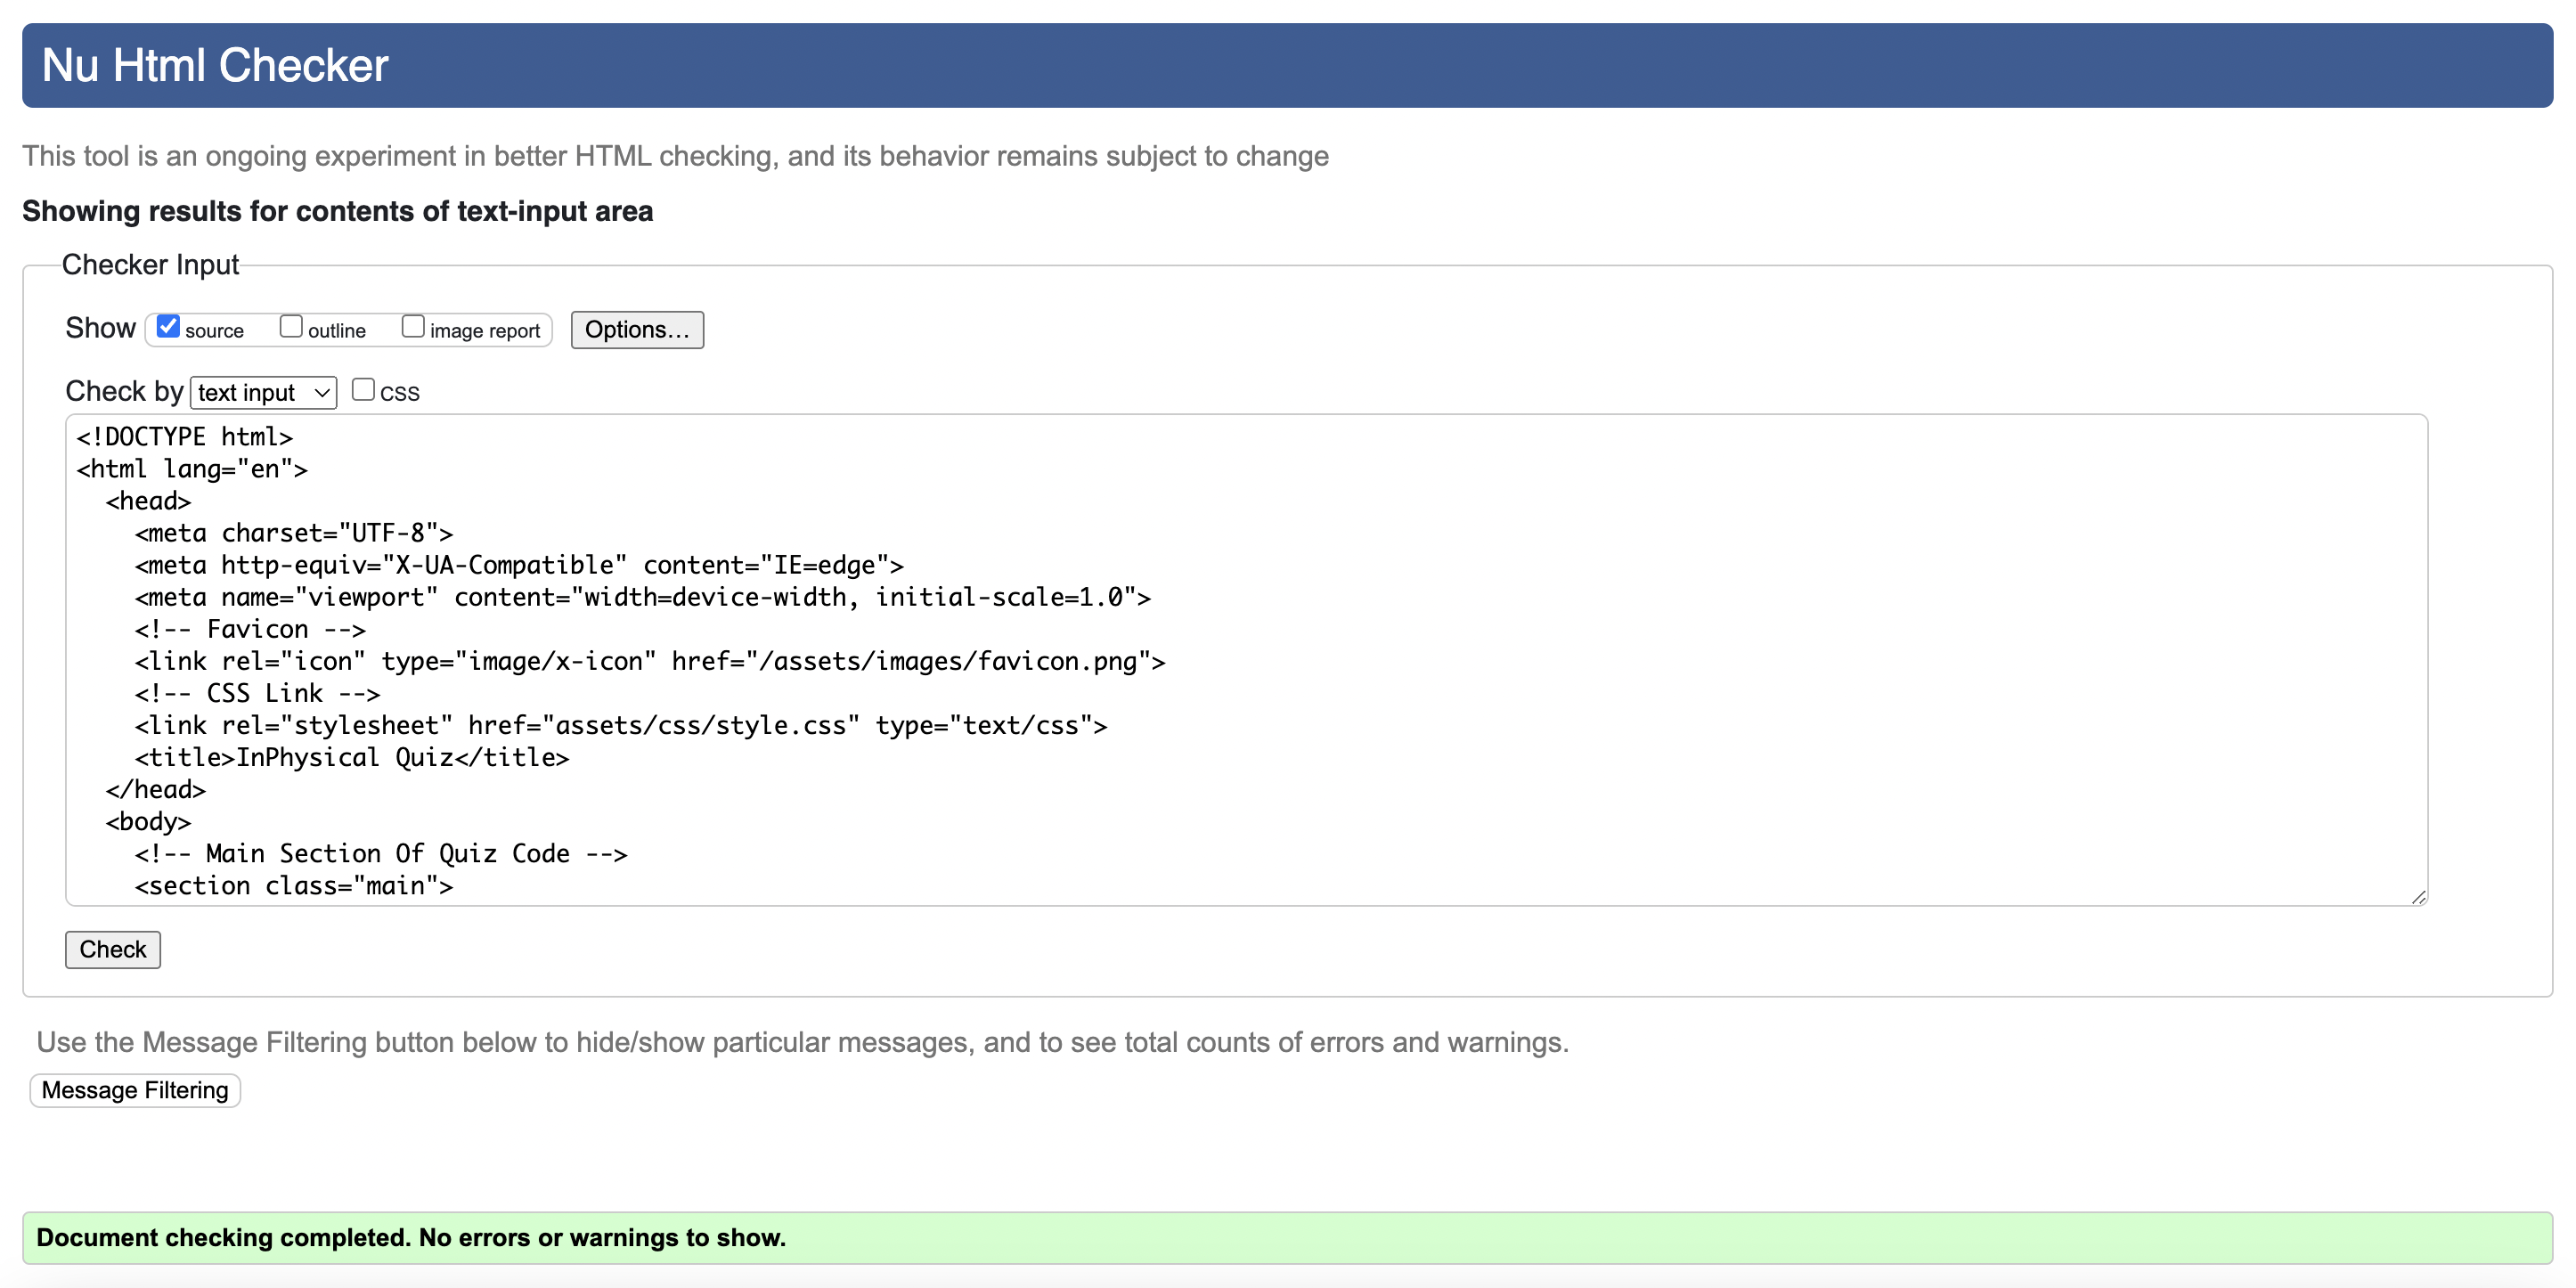 Nu Html Checker
This tool is an ongoing experiment in better HTML checking, and its behavior remains subject to change
Showing results for contents of text-input area
Checker Input
Show source outline image report Options...
Check by text input CSS
<!DOCTYPE html>
<html lang="en">
  <head>
    <meta charset="UTF-8">
    <meta http-equiv="X-UA-Compatible" content="IE=edge">
    <meta name="viewport" content="width=device-width, initial-scale=1.0">
    <!-- Favicon -->
    <link rel="icon" type="image/x-icon" href="/assets/images/favicon.png">
    <!-- CSS Link -->
    <link rel="stylesheet" href="assets/css/style.css" type="text/css">
    <title>InPhysical Quiz</title>
  </head>
  <body>
    <!-- Main Section Of Quiz Code -->
    <section class="main">
Check
Use the Message Filtering button below to hide/show particular messages, and to see total counts of errors and warnings.
Message Filtering
Document checking completed. No errors or warnings to show.